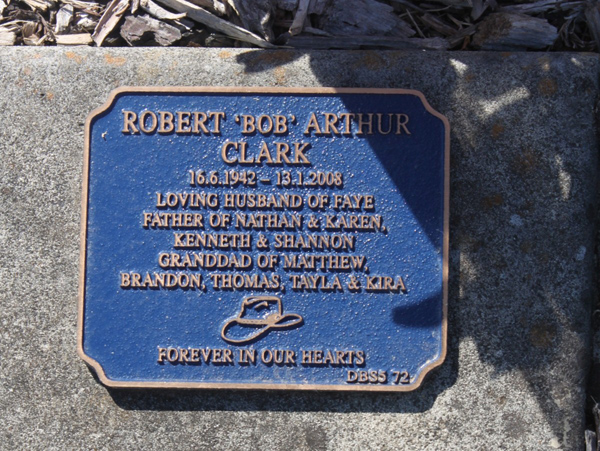 ROBERT 'BOB' ARTHUR
CLARK
16.6.1942 – 13.1.2008
LOVING HUSBAND OF FAYE
FATHER OF NATHAN & KAREN,
KENNETH & SHANNON
GRANDDAD OF MATTHEW,
BRANDON, THOMAS, TAYLA & KIRA
FOREVER IN OUR HEARTS
DBS5 72